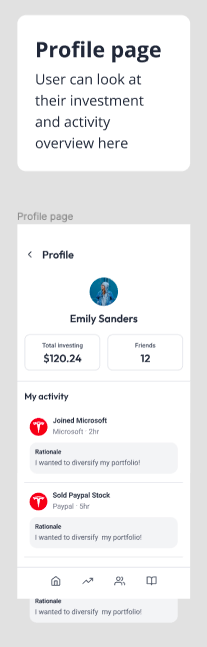 Profile page
User can look at
their investment
and activity
overview here
Profile page
Profile
Emily Sanders
Total investing
$120.24
Friends
12
My activity
Joined Microsoft
Microsoft · 2hr
Rationale
I wanted to diversify my portfolio!
Sold Paypal Stock
Paypal · 5hr
Rationale
I wanted to diversify my portfolio!
Rationale
I wanted to diversify my portfolio!